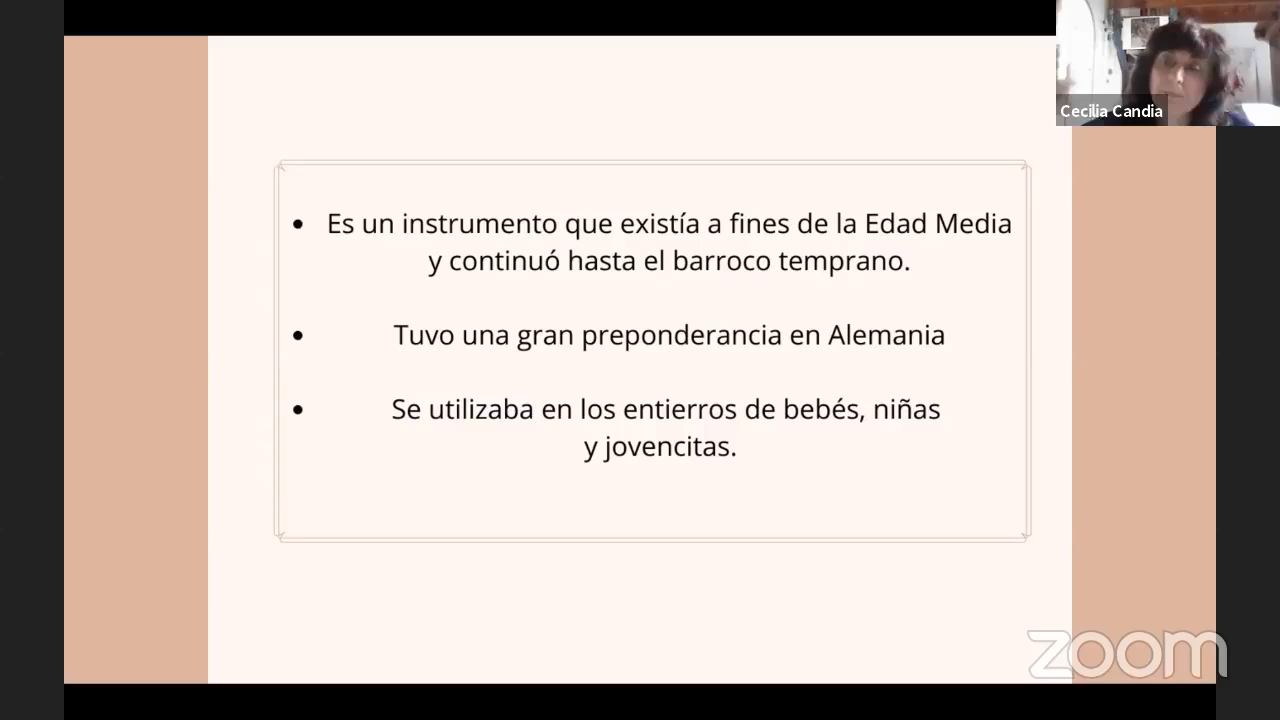 Cecilia Candia
• Es un instrumento que existía a fines de la Edad Media
y continuó hasta el barroco temprano.
• Tuvo una gran preponderancia en Alemania
• Se utilizaba en los entierros de bebés, niñas
y jovencitas.
zoom